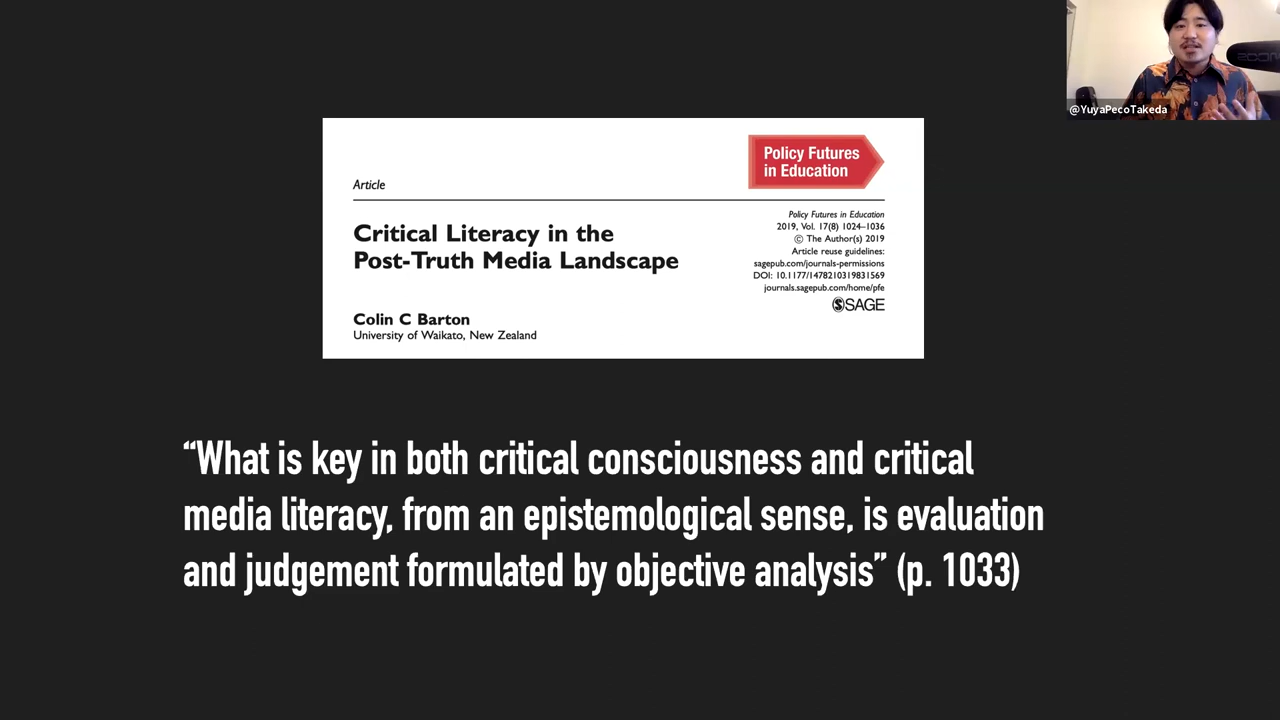 @YuyaPecoTakeda
Policy Futures
in Education
Article
Policy Futures in Education
2019, Vol. 17(8) 1024–1036
© The Author(s) 2019
Article reuse guidelines:
sagepub.com/journals-permissions
DOI: 10.1177/1478210319831569
journals.sagepub.com/home/pfe
SAGE
Critical Literacy in the
Post-Truth Media Landscape
Colin C Barton
University of Waikato, New Zealand
“What is key in both critical consciousness and critical
media literacy, from an epistemological sense, is evaluation
and judgement formulated by objective analysis” (p. 1033)